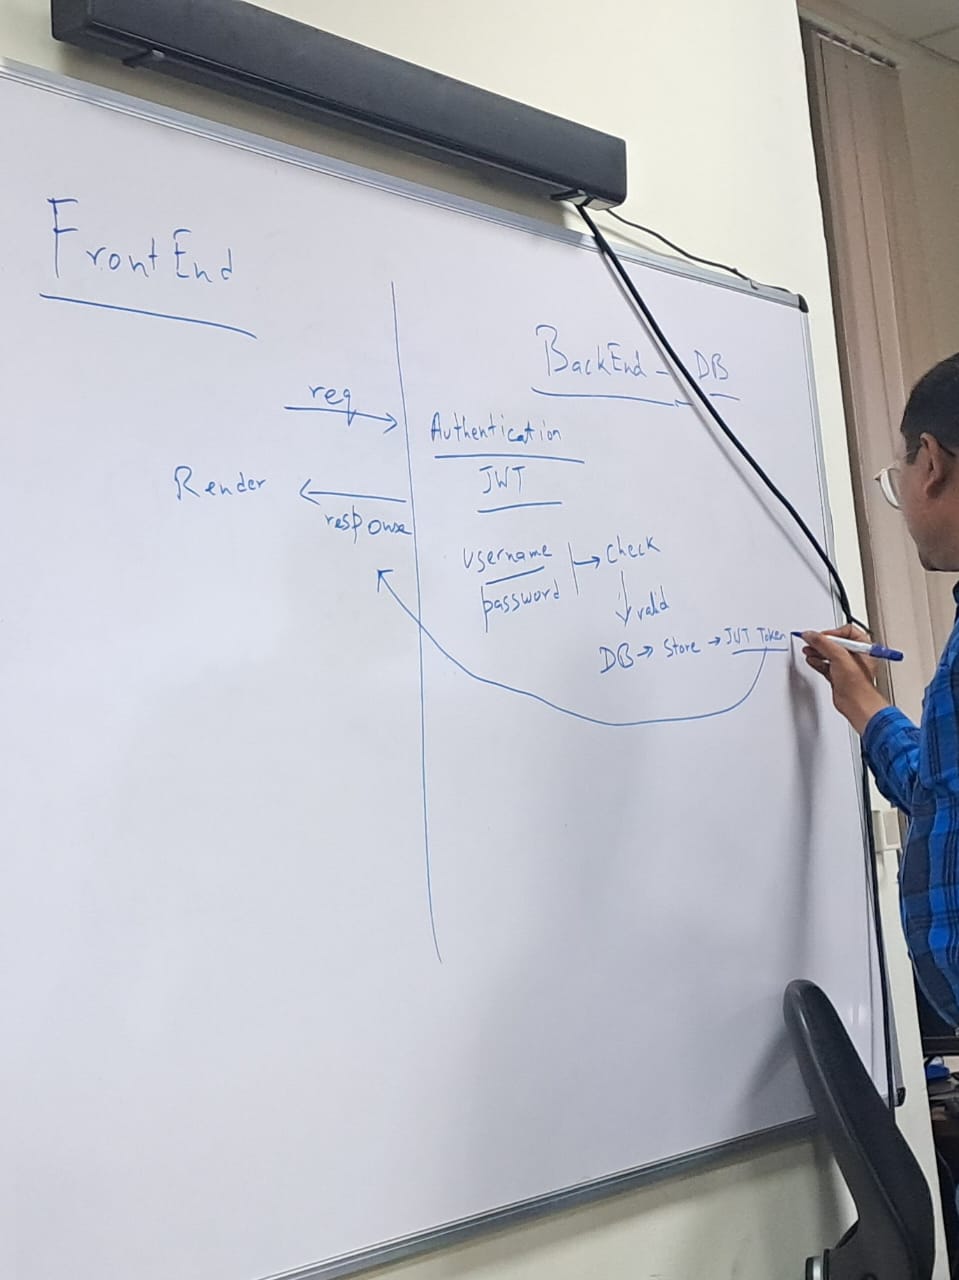 FrontEnd
BackEnd - DB
req
Authentication
JWT
Render
response
username
password
check
valid
DB → Store → JWT Token